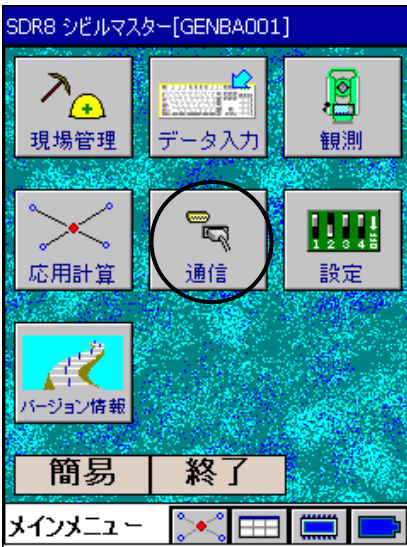 SDR8 シビルマスター[GENBA001]
現場管理
データ入力
観測
応用計算
通信
1 2 3 4 OFF
設定
バージョン情報
簡易
終了
メインメニュー